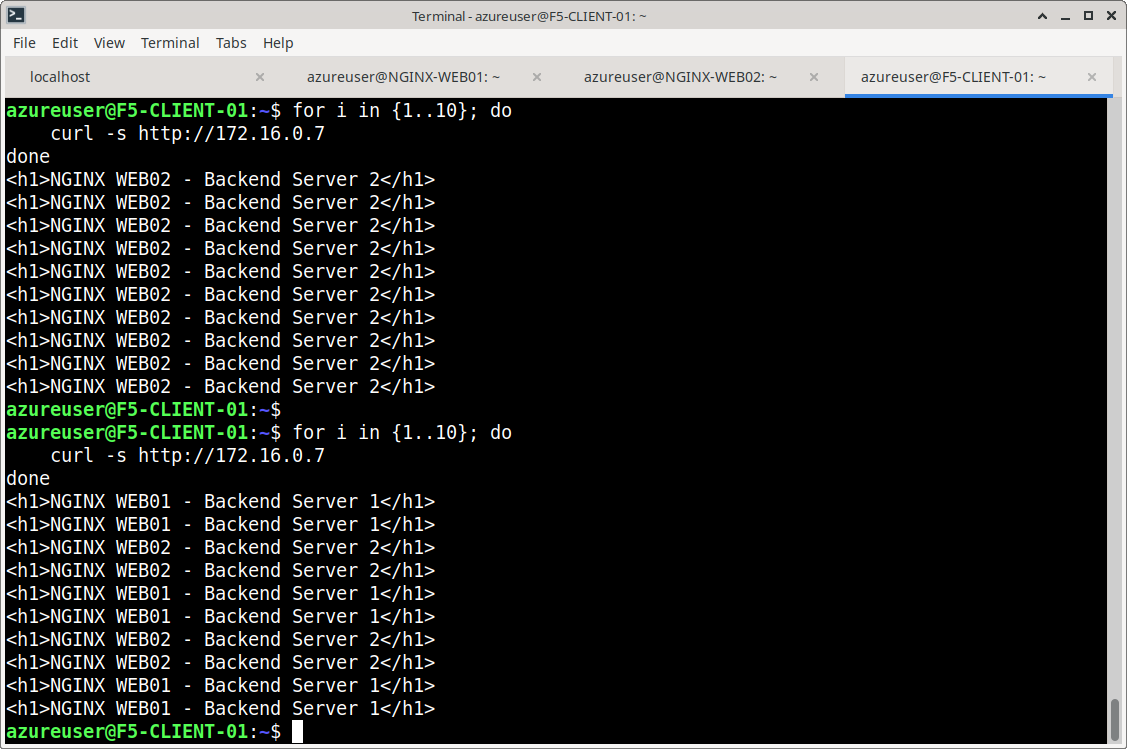 Terminal - azureuser@F5-CLIENT-01: ~
File Edit View Terminal Tabs Help
localhost azureuser@NGINX-WEB01: ~ azureuser@NGINX-WEB02: ~ azureuser@F5-CLIENT-01: ~
azureuser@F5-CLIENT-01:~$ for i in {1..10}; do
    curl -s http://172.16.0.7
done
<h1>NGINX WEB02 - Backend Server 2</h1>
<h1>NGINX WEB02 - Backend Server 2</h1>
<h1>NGINX WEB02 - Backend Server 2</h1>
<h1>NGINX WEB02 - Backend Server 2</h1>
<h1>NGINX WEB02 - Backend Server 2</h1>
<h1>NGINX WEB02 - Backend Server 2</h1>
<h1>NGINX WEB02 - Backend Server 2</h1>
<h1>NGINX WEB02 - Backend Server 2</h1>
<h1>NGINX WEB02 - Backend Server 2</h1>
<h1>NGINX WEB02 - Backend Server 2</h1>
azureuser@F5-CLIENT-01:~$
azureuser@F5-CLIENT-01:~$ for i in {1..10}; do
    curl -s http://172.16.0.7
done
<h1>NGINX WEB01 - Backend Server 1</h1>
<h1>NGINX WEB01 - Backend Server 1</h1>
<h1>NGINX WEB02 - Backend Server 2</h1>
<h1>NGINX WEB02 - Backend Server 2</h1>
<h1>NGINX WEB01 - Backend Server 1</h1>
<h1>NGINX WEB01 - Backend Server 1</h1>
<h1>NGINX WEB02 - Backend Server 2</h1>
<h1>NGINX WEB02 - Backend Server 2</h1>
<h1>NGINX WEB01 - Backend Server 1</h1>
<h1>NGINX WEB01 - Backend Server 1</h1>
azureuser@F5-CLIENT-01:~$